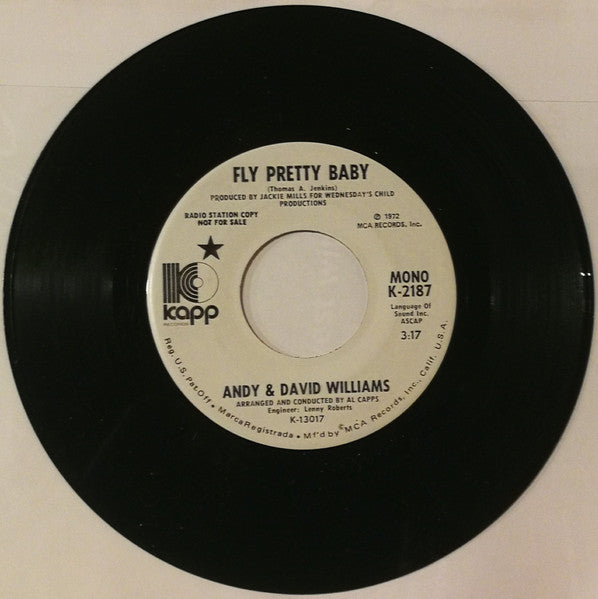 FLY PRETTY BABY
(Thomas A. Jenkins)
PRODUCED BY JACKIE MILLS FOR WEDNESDAY'S CHILD
PRODUCTIONS
RADIO STATION COPY
NOT FOR SALE
℗ 1972
MCA RECORDS, Inc.
kapp
RECORDS
MONO
K-2187
Language Of
Sound Inc.
ASCAP
3:17
ANDY & DAVID WILLIAMS
ARRANGED AND CONDUCTED BY AL CAPPS
Engineer: Lenny Roberts
K-13017
Reg. U.S. Pat. Off • Marca Registrada • Mf'd by MCA Records, Inc., Calif. U.S.A.